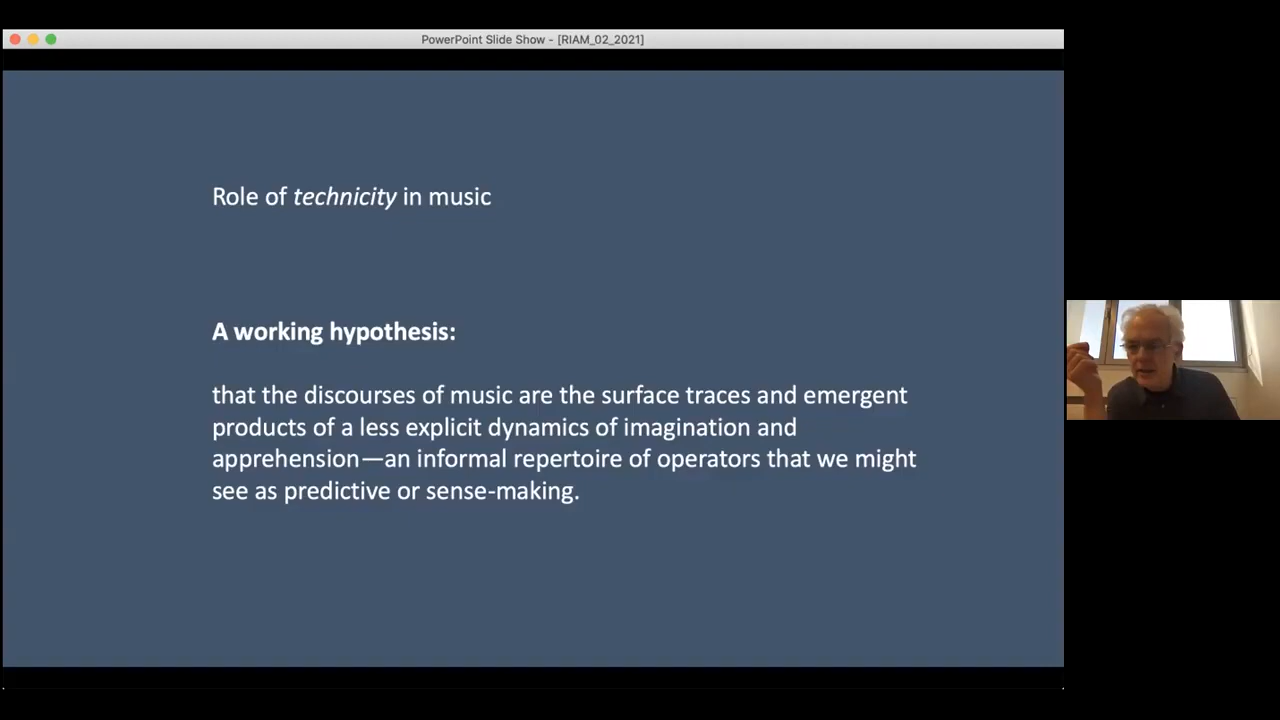 PowerPoint Slide Show - [RIAM_02_2021]
Role of technicity in music
A working hypothesis:
that the discourses of music are the surface traces and emergent
products of a less explicit dynamics of imagination and
apprehension—an informal repertoire of operators that we might
see as predictive or sense-making.